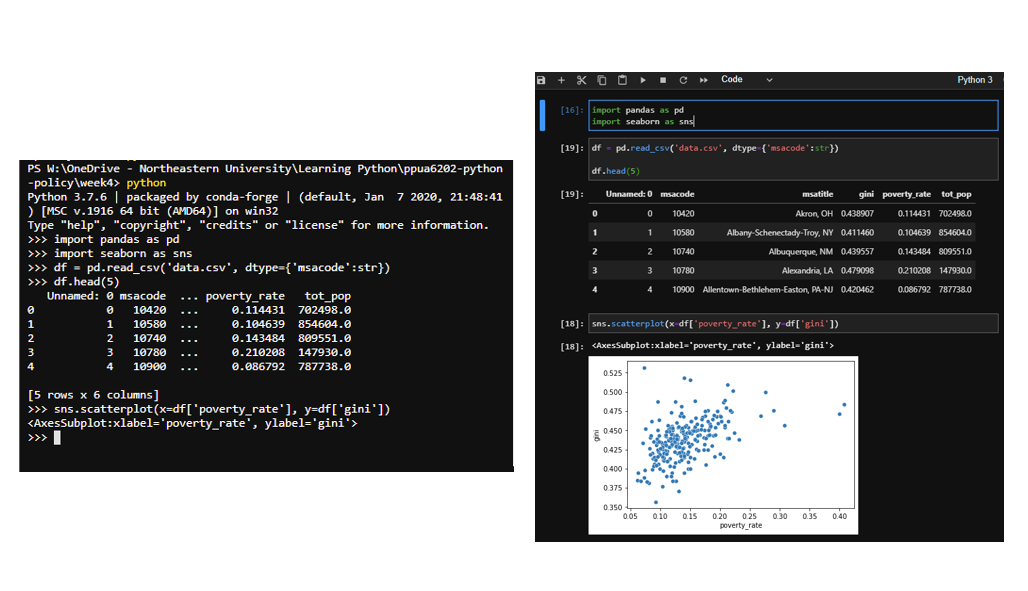 PS W:\OneDrive - Northeastern University\Learning Python\ppua6202-python
-policy\week4> python
Python 3.7.6 | packaged by conda-forge | (default, Jan  7 2020, 21:48:41
) [MSC v.1916 64 bit (AMD64)] on win32
Type "help", "copyright", "credits" or "license" for more information.
>>> import pandas as pd
>>> import seaborn as sns
>>> df = pd.read_csv('data.csv', dtype={'msacode':str})
>>> df.head(5)
Unnamed: 0 msacode ... poverty_rate tot_pop
0 0 10420 ... 0.114431 702498.0
1 1 10580 ... 0.104639 854604.0
2 2 10740 ... 0.143484 809551.0
3 3 10780 ... 0.210208 147930.0
4 4 10900 ... 0.086792 787738.0
[5 rows x 6 columns]
>>> sns.scatterplot(x=df['poverty_rate'], y=df['gini'])
<AxesSubplot:xlabel='poverty_rate', ylabel='gini'>
>>>
Code Python 3
[16]: import pandas as pd
import seaborn as sns
[19]: df = pd.read_csv('data.csv', dtype={'msacode':str})
df.head(5)
[19]: Unnamed: 0 msacode msatitle gini poverty_rate tot_pop
0 0 10420 Akron, OH 0.438907 0.114431 702498.0
1 1 10580 Albany-Schenectady-Troy, NY 0.411460 0.104639 854604.0
2 2 10740 Albuquerque, NM 0.439557 0.143484 809551.0
3 3 10780 Alexandria, LA 0.479098 0.210208 147930.0
4 4 10900 Allentown-Bethlehem-Easton, PA-NJ 0.420462 0.086792 787738.0
[18]: sns.scatterplot(x=df['poverty_rate'], y=df['gini'])
[18]: <AxesSubplot:xlabel='poverty_rate', ylabel='gini'>
0.525
0.500
0.475
0.450
0.425
0.400
0.375
0.350
gini
0.05 0.10 0.15 0.20 0.25 0.30 0.35 0.40
poverty_rate